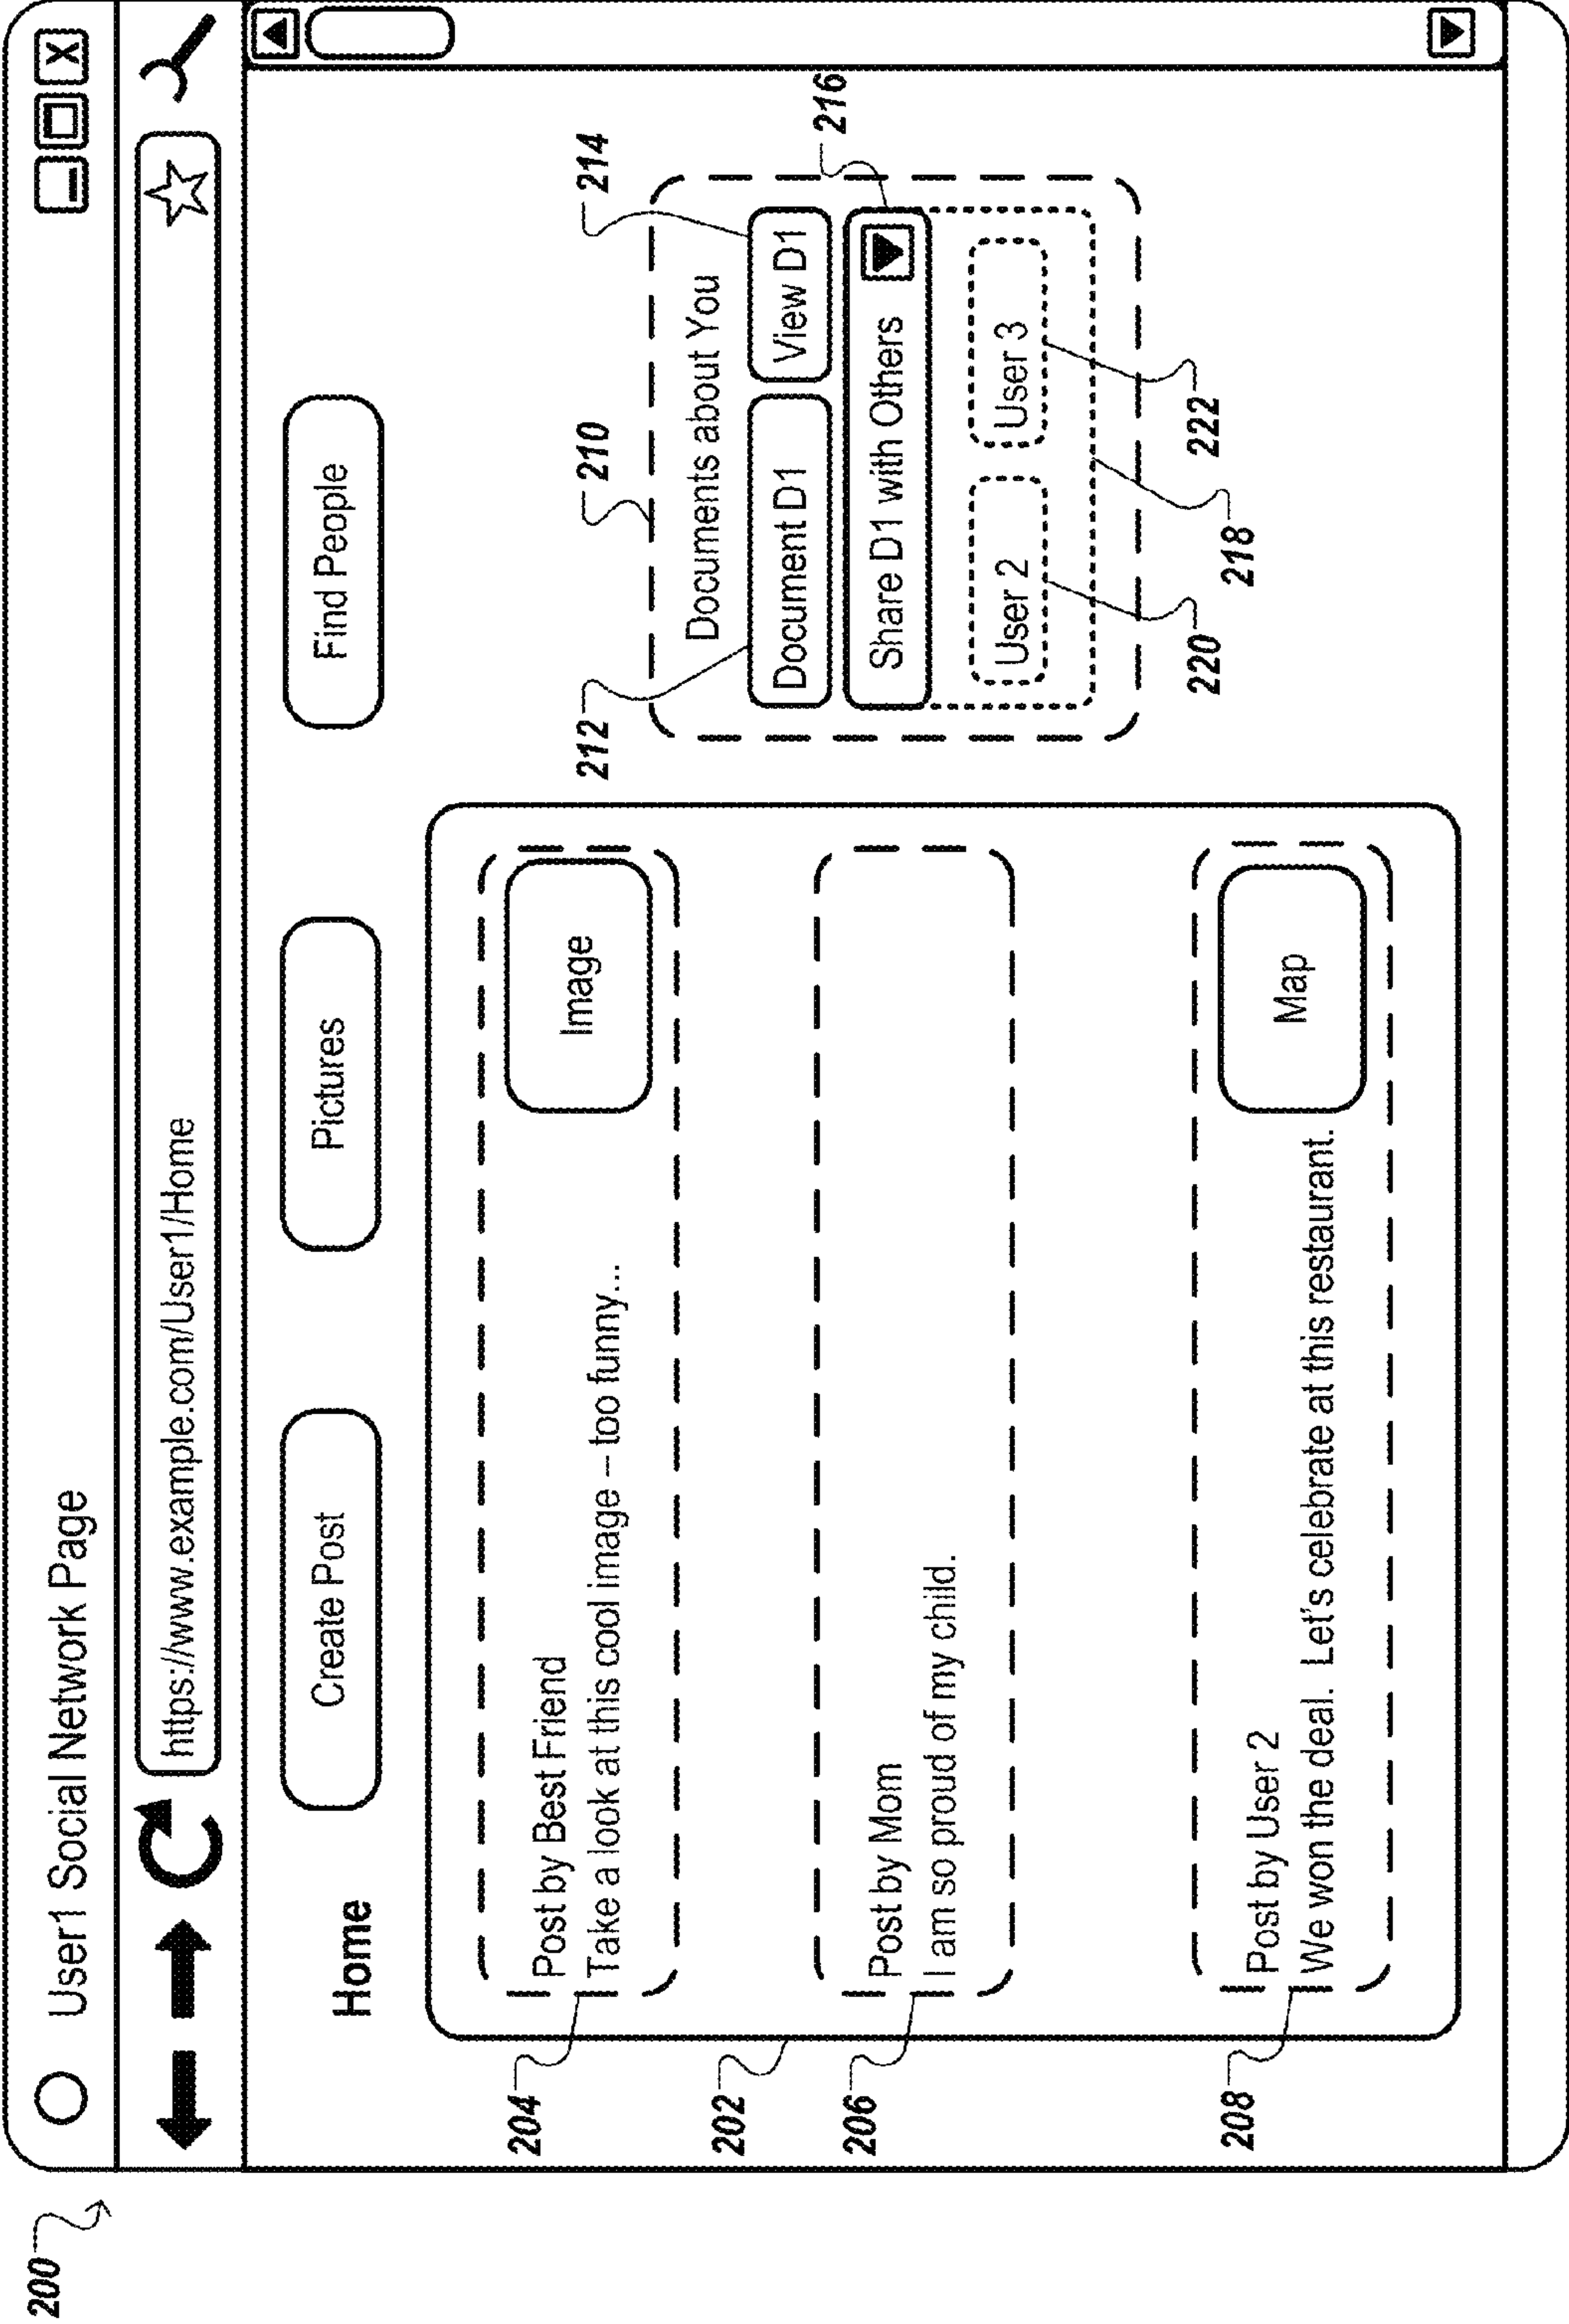 200
User1 Social Network Page
X
https://www.example.com/User1/Home
Home
Create Post
Pictures
Find People
202
204
Post by Best Friend
Take a look at this cool image – too funny...
Image
206
Post by Mom
I am so proud of my child.
208
Post by User 2
We won the deal.  Let's celebrate at this restaurant.
Map
210
Documents about You
212
Document D1
214
View D1
216
Share D1 with Others
User 2
User 3
220
218
222